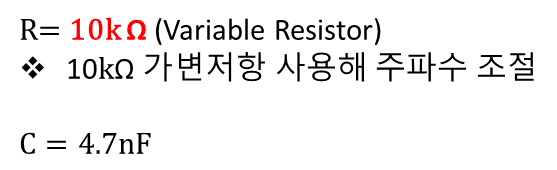 R= 10kΩ (Variable Resistor)
❖ 10kΩ 가변저항 사용해 주파수 조절
C = 4.7nF